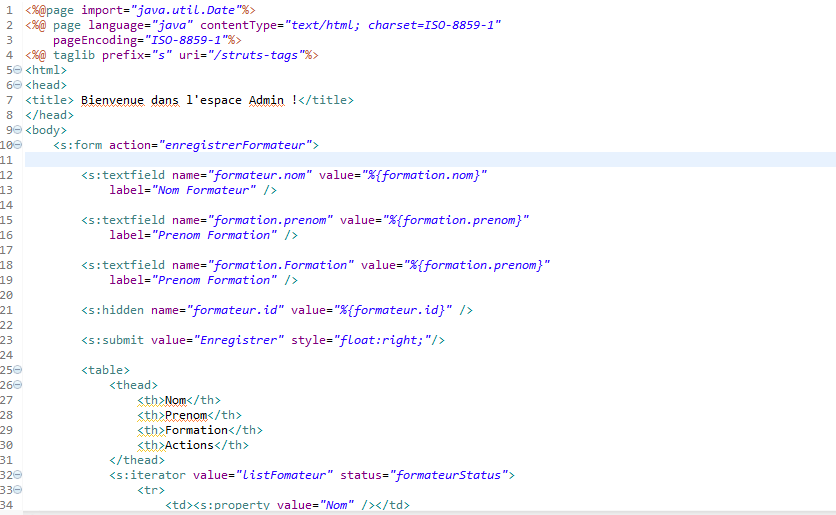 1 <%@page import="java.util.Date"%>
2 <%@ page language="java" contentType="text/html; charset=ISO-8859-1"
3 pageEncoding="ISO-8859-1"%>
4 <%@ taglib prefix="s" uri="/struts-tags"%>
5 <html>
6 <head>
7 <title> Bienvenue dans l'espace Admin !</title>
8 </head>
9 <body>
10 <s:form action="enregistrerFormateur">
11
12 <s:textfield name="formateur.nom" value="%{formation.nom}"
13 label="Nom Formateur" />
14
15 <s:textfield name="formation.prenom" value="%{formation.prenom}"
16 label="Prenom Formation" />
17
18 <s:textfield name="formation.Formation" value="%{formation.prenom}"
19 label="Prenom Formation" />
20
21 <s:hidden name="formateur.id" value="%{formateur.id}" />
22
23 <s:submit value="Enregistrer" style="float:right;"/>
24
25 <table>
26 <thead>
27 <th>Nom</th>
28 <th>Prenom</th>
29 <th>Formation</th>
30 <th>Actions</th>
31 </thead>
32 <s:iterator value="listFomateur" status="formateurStatus">
33 <tr>
34 <td><s:property value="Nom" /></td>